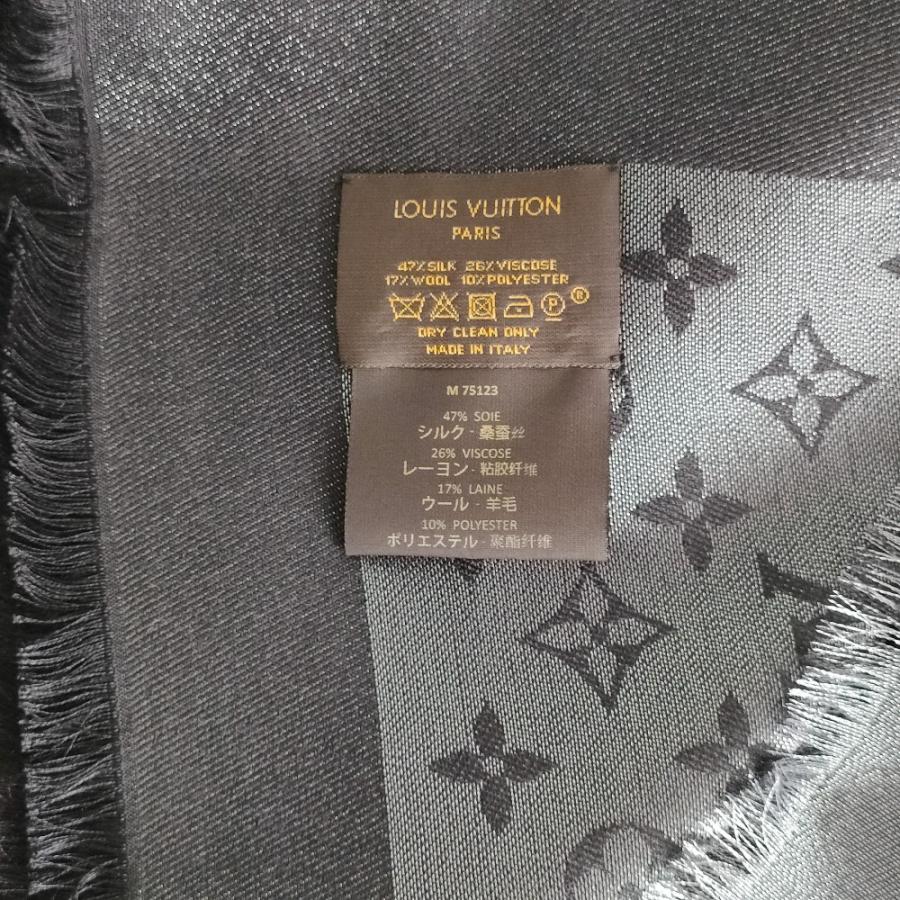 LOUIS VUITTON
PARIS
47%SILK 26%VISCOSE
17%WOOL 10%POLYESTER
P ®
DRY CLEAN ONLY
MADE IN ITALY
M 75123
47% SOIE
シルク - 桑蚕丝
26% VISCOSE
レーヨン - 粘胶纤维
17% LAINE
ウール - 羊毛
10% POLYESTER
ポリエステル - 聚酯纤维